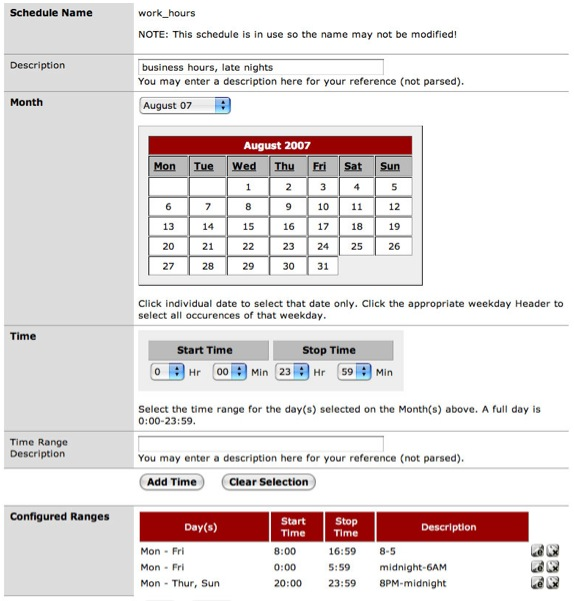 Schedule Name
work_hours
NOTE: This schedule is in use so the name may not be modified!
Description
business hours, late nights
You may enter a description here for your reference (not parsed).
Month
August 07
August 2007
Mon Tue Wed Thu Fri Sat Sun
1 2 3 4 5
6 7 8 9 10 11 12
13 14 15 16 17 18 19
20 21 22 23 24 25 26
27 28 29 30 31
Click individual date to select that date only. Click the appropriate weekday Header to
select all occurences of that weekday.
Time
Start Time Stop Time
0 Hr 00 Min 23 Hr 59 Min
Select the time range for the day(s) selected on the Month(s) above. A full day is
0:00-23:59.
Time Range
Description
You may enter a description here for your reference (not parsed).
Add Time Clear Selection
Configured Ranges
Day(s) Start Time Stop Time Description
Mon - Fri 8:00 16:59 8-5
Mon - Fri 0:00 5:59 midnight-6AM
Mon - Thur, Sun 20:00 23:59 8PM-midnight